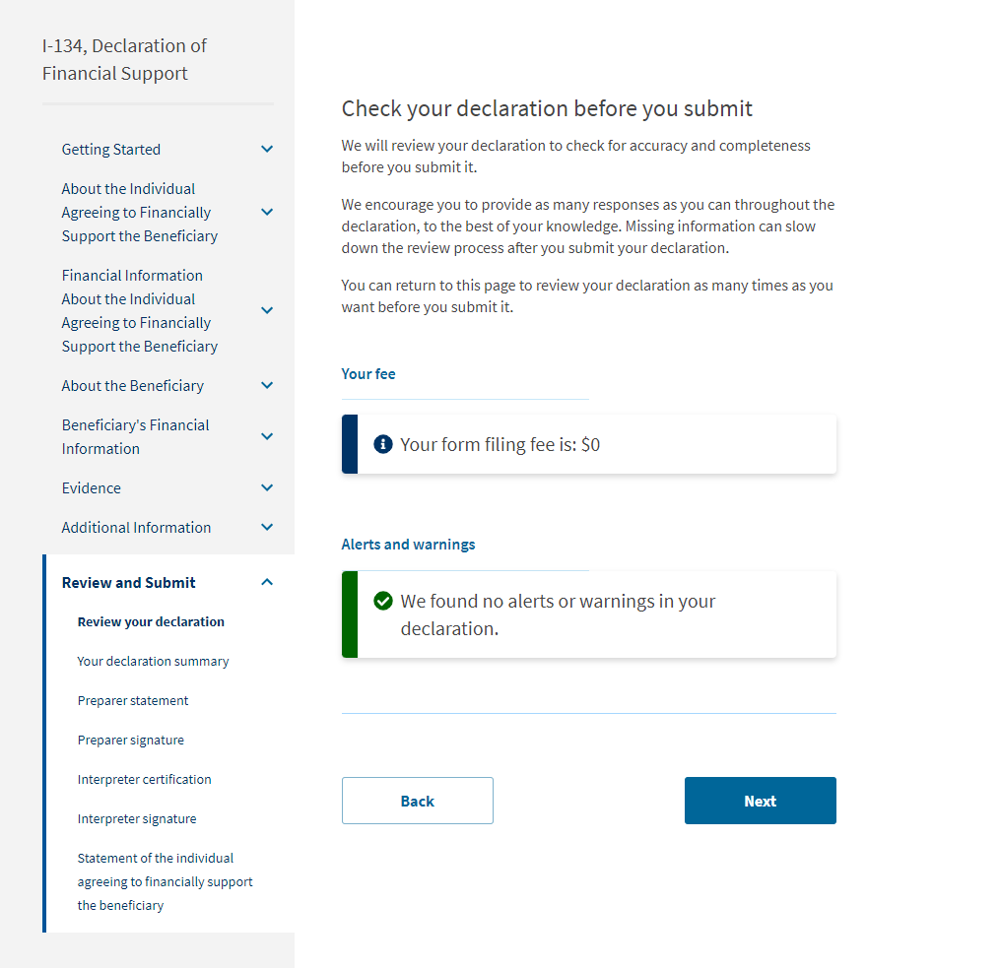 I-134, Declaration of
Financial Support
Getting Started
About the Individual
Agreeing to Financially
Support the Beneficiary
Financial Information
About the Individual
Agreeing to Financially
Support the Beneficiary
About the Beneficiary
Beneficiary's Financial
Information
Evidence
Additional Information
Review and Submit
Review your declaration
Your declaration summary
Preparer statement
Preparer signature
Interpreter certification
Interpreter signature
Statement of the individual
agreeing to financially support
the beneficiary
Check your declaration before you submit
We will review your declaration to check for accuracy and completeness
before you submit it.
We encourage you to provide as many responses as you can throughout the
declaration, to the best of your knowledge. Missing information can slow
down the review process after you submit your declaration.
You can return to this page to review your declaration as many times as you
want before you submit it.
Your fee
Your form filing fee is: $0
Alerts and warnings
We found no alerts or warnings in your
declaration.
Back
Next